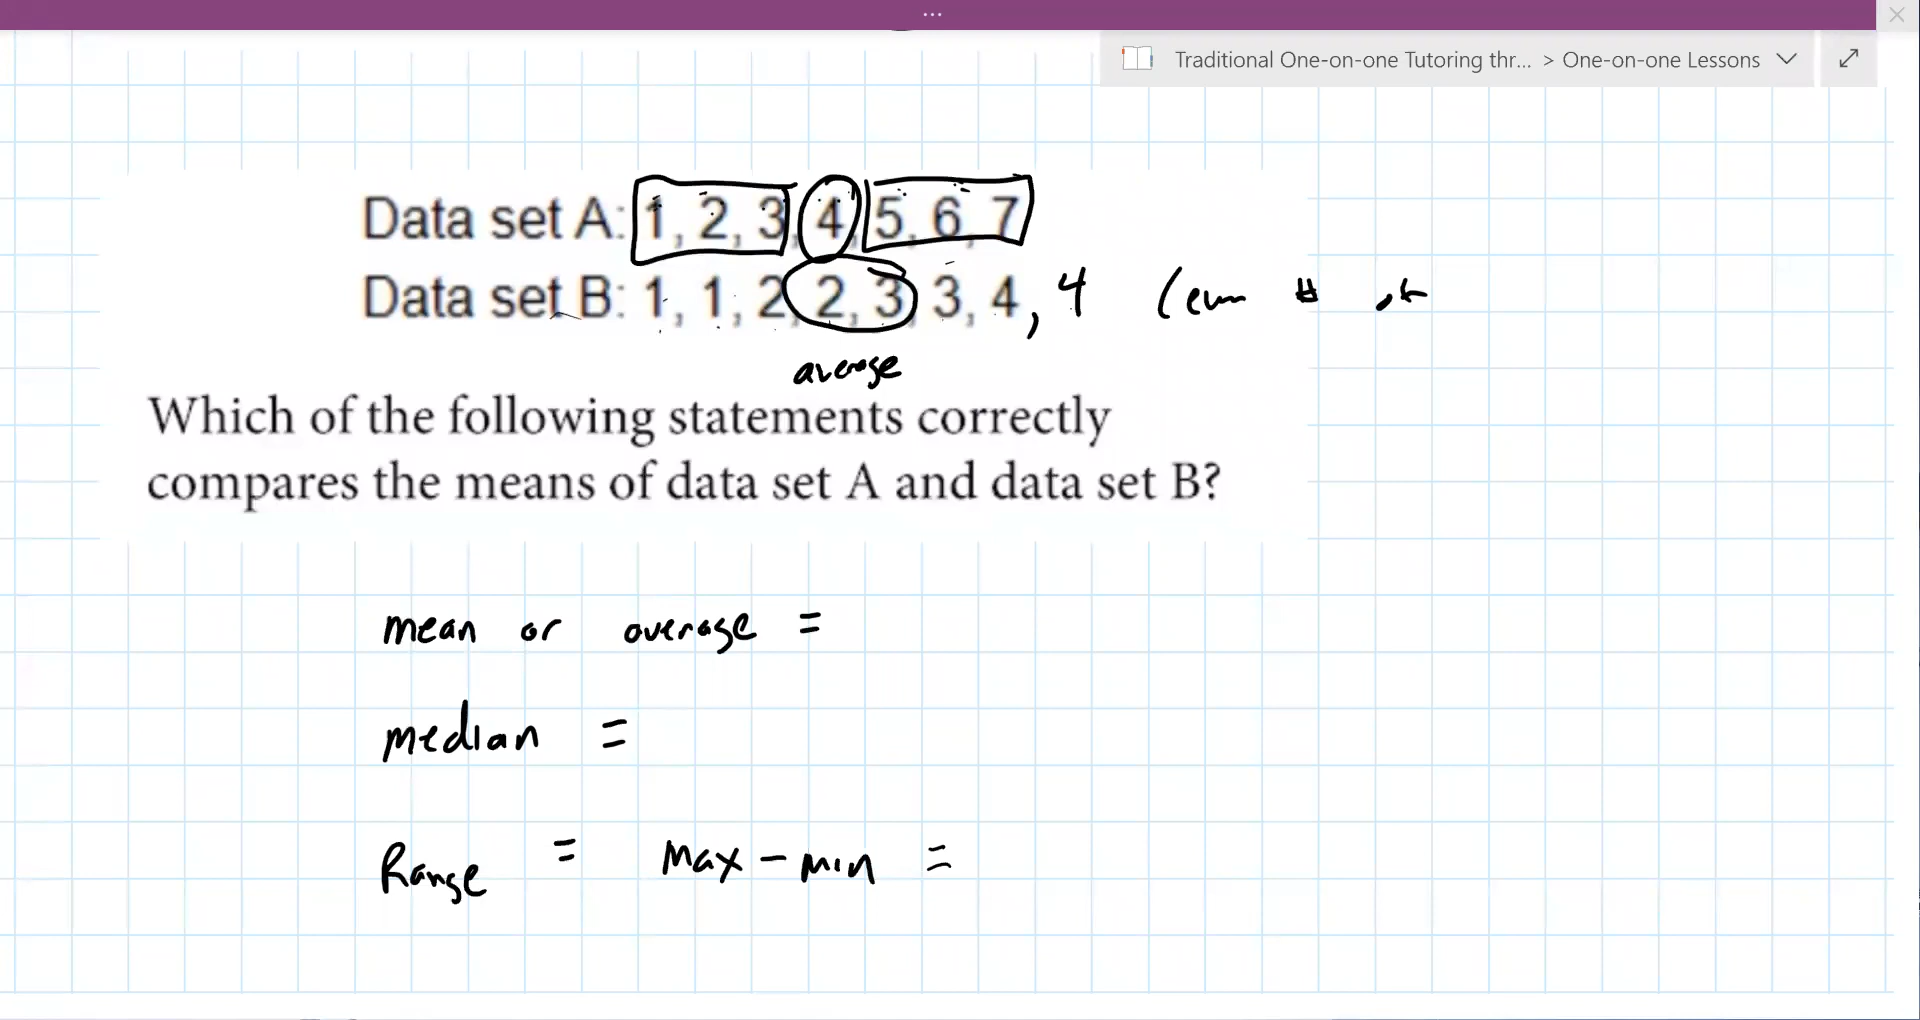 ...
Traditional One-on-one Tutoring thr... > One-on-one Lessons
Data set A: 1, 2, 3, 4, 5, 6, 7
Data set B: 1, 1, 2, 2, 3, 3, 4, 4 (even # of
average
Which of the following statements correctly
compares the means of data set A and data set B?
mean or average =
median =
Range = Max - min =